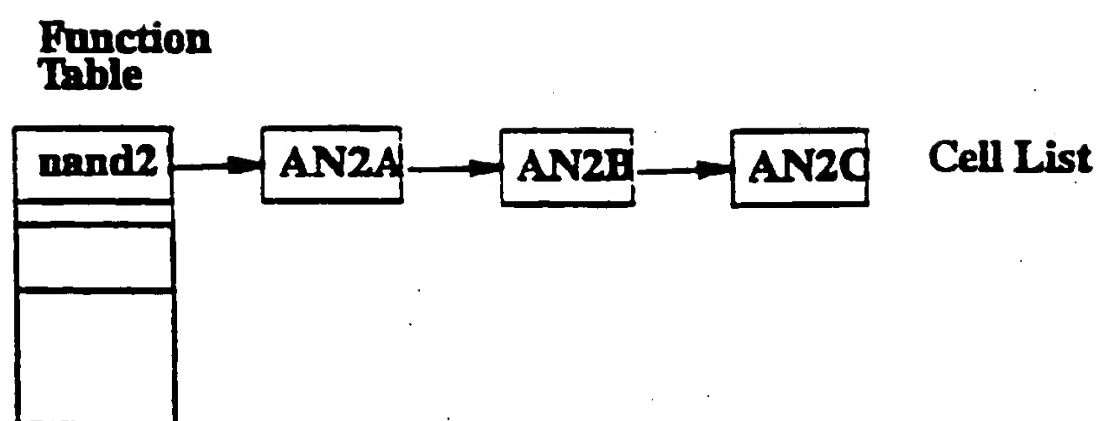 Function
Table
nand2
AN2A
AN2B
AN2C
Cell List